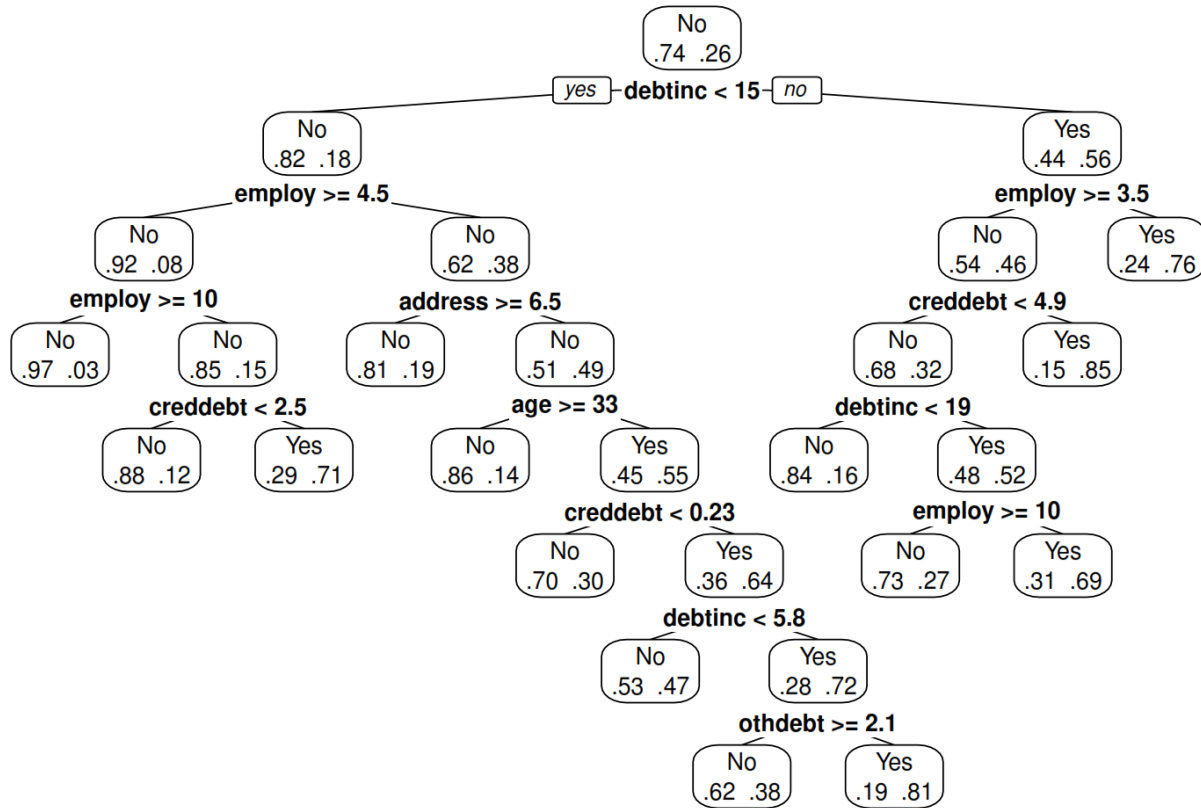 No
.74 .26
yes debtinc < 15 no
No Yes
.82 .18 .44 .56
employ >= 4.5 employ >= 3.5
No No No Yes
.92 .08 .62 .38 .54 .46 .24 .76
employ >= 10 address >= 6.5 creddebt < 4.9
No No No No No Yes
.97 .03 .85 .15 .81 .19 .51 .49 .68 .32 .15 .85
creddebt < 2.5 age >= 33 debtinc < 19
No Yes No Yes No Yes
.88 .12 .29 .71 .86 .14 .45 .55 .84 .16 .48 .52
creddebt < 0.23 employ >= 10
No Yes No Yes
.70 .30 .36 .64 .73 .27 .31 .69
debtinc < 5.8
No Yes
.53 .47 .28 .72
othdebt >= 2.1
No Yes
.62 .38 .19 .81